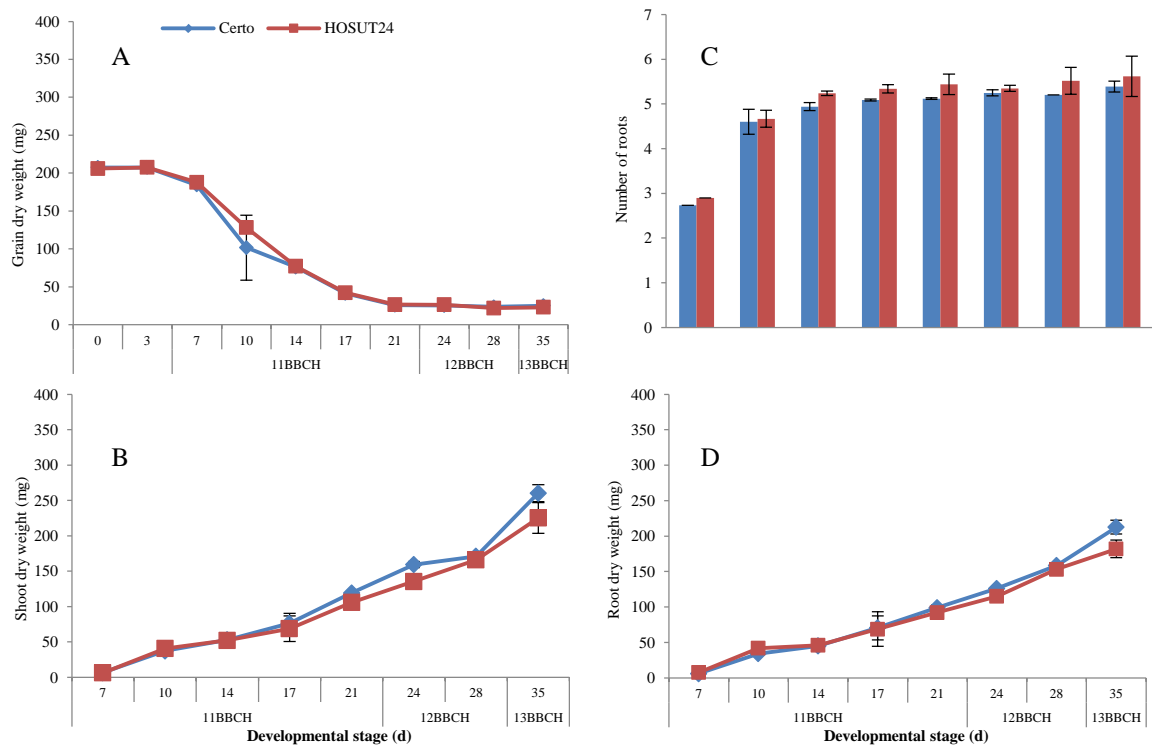 Certo HOSUT24
A
Grain dry weight (mg)
400
350
300
250
200
150
100
50
0
0 3 7 10 14 17 21 24 28 35
11BBCH 12BBCH 13BBCH
C
Number of roots
7
6
5
4
3
2
1
0
B
Shoot dry weight (mg)
400
350
300
250
200
150
100
50
0
7 10 14 17 21 24 28 35
11BBCH 12BBCH 13BBCH
Developmental stage (d)
D
Root dry weight (mg)
400
350
300
250
200
150
100
50
0
7 10 14 17 21 24 28 35
11BBCH 12BBCH 13BBCH
Developmental stage (d)